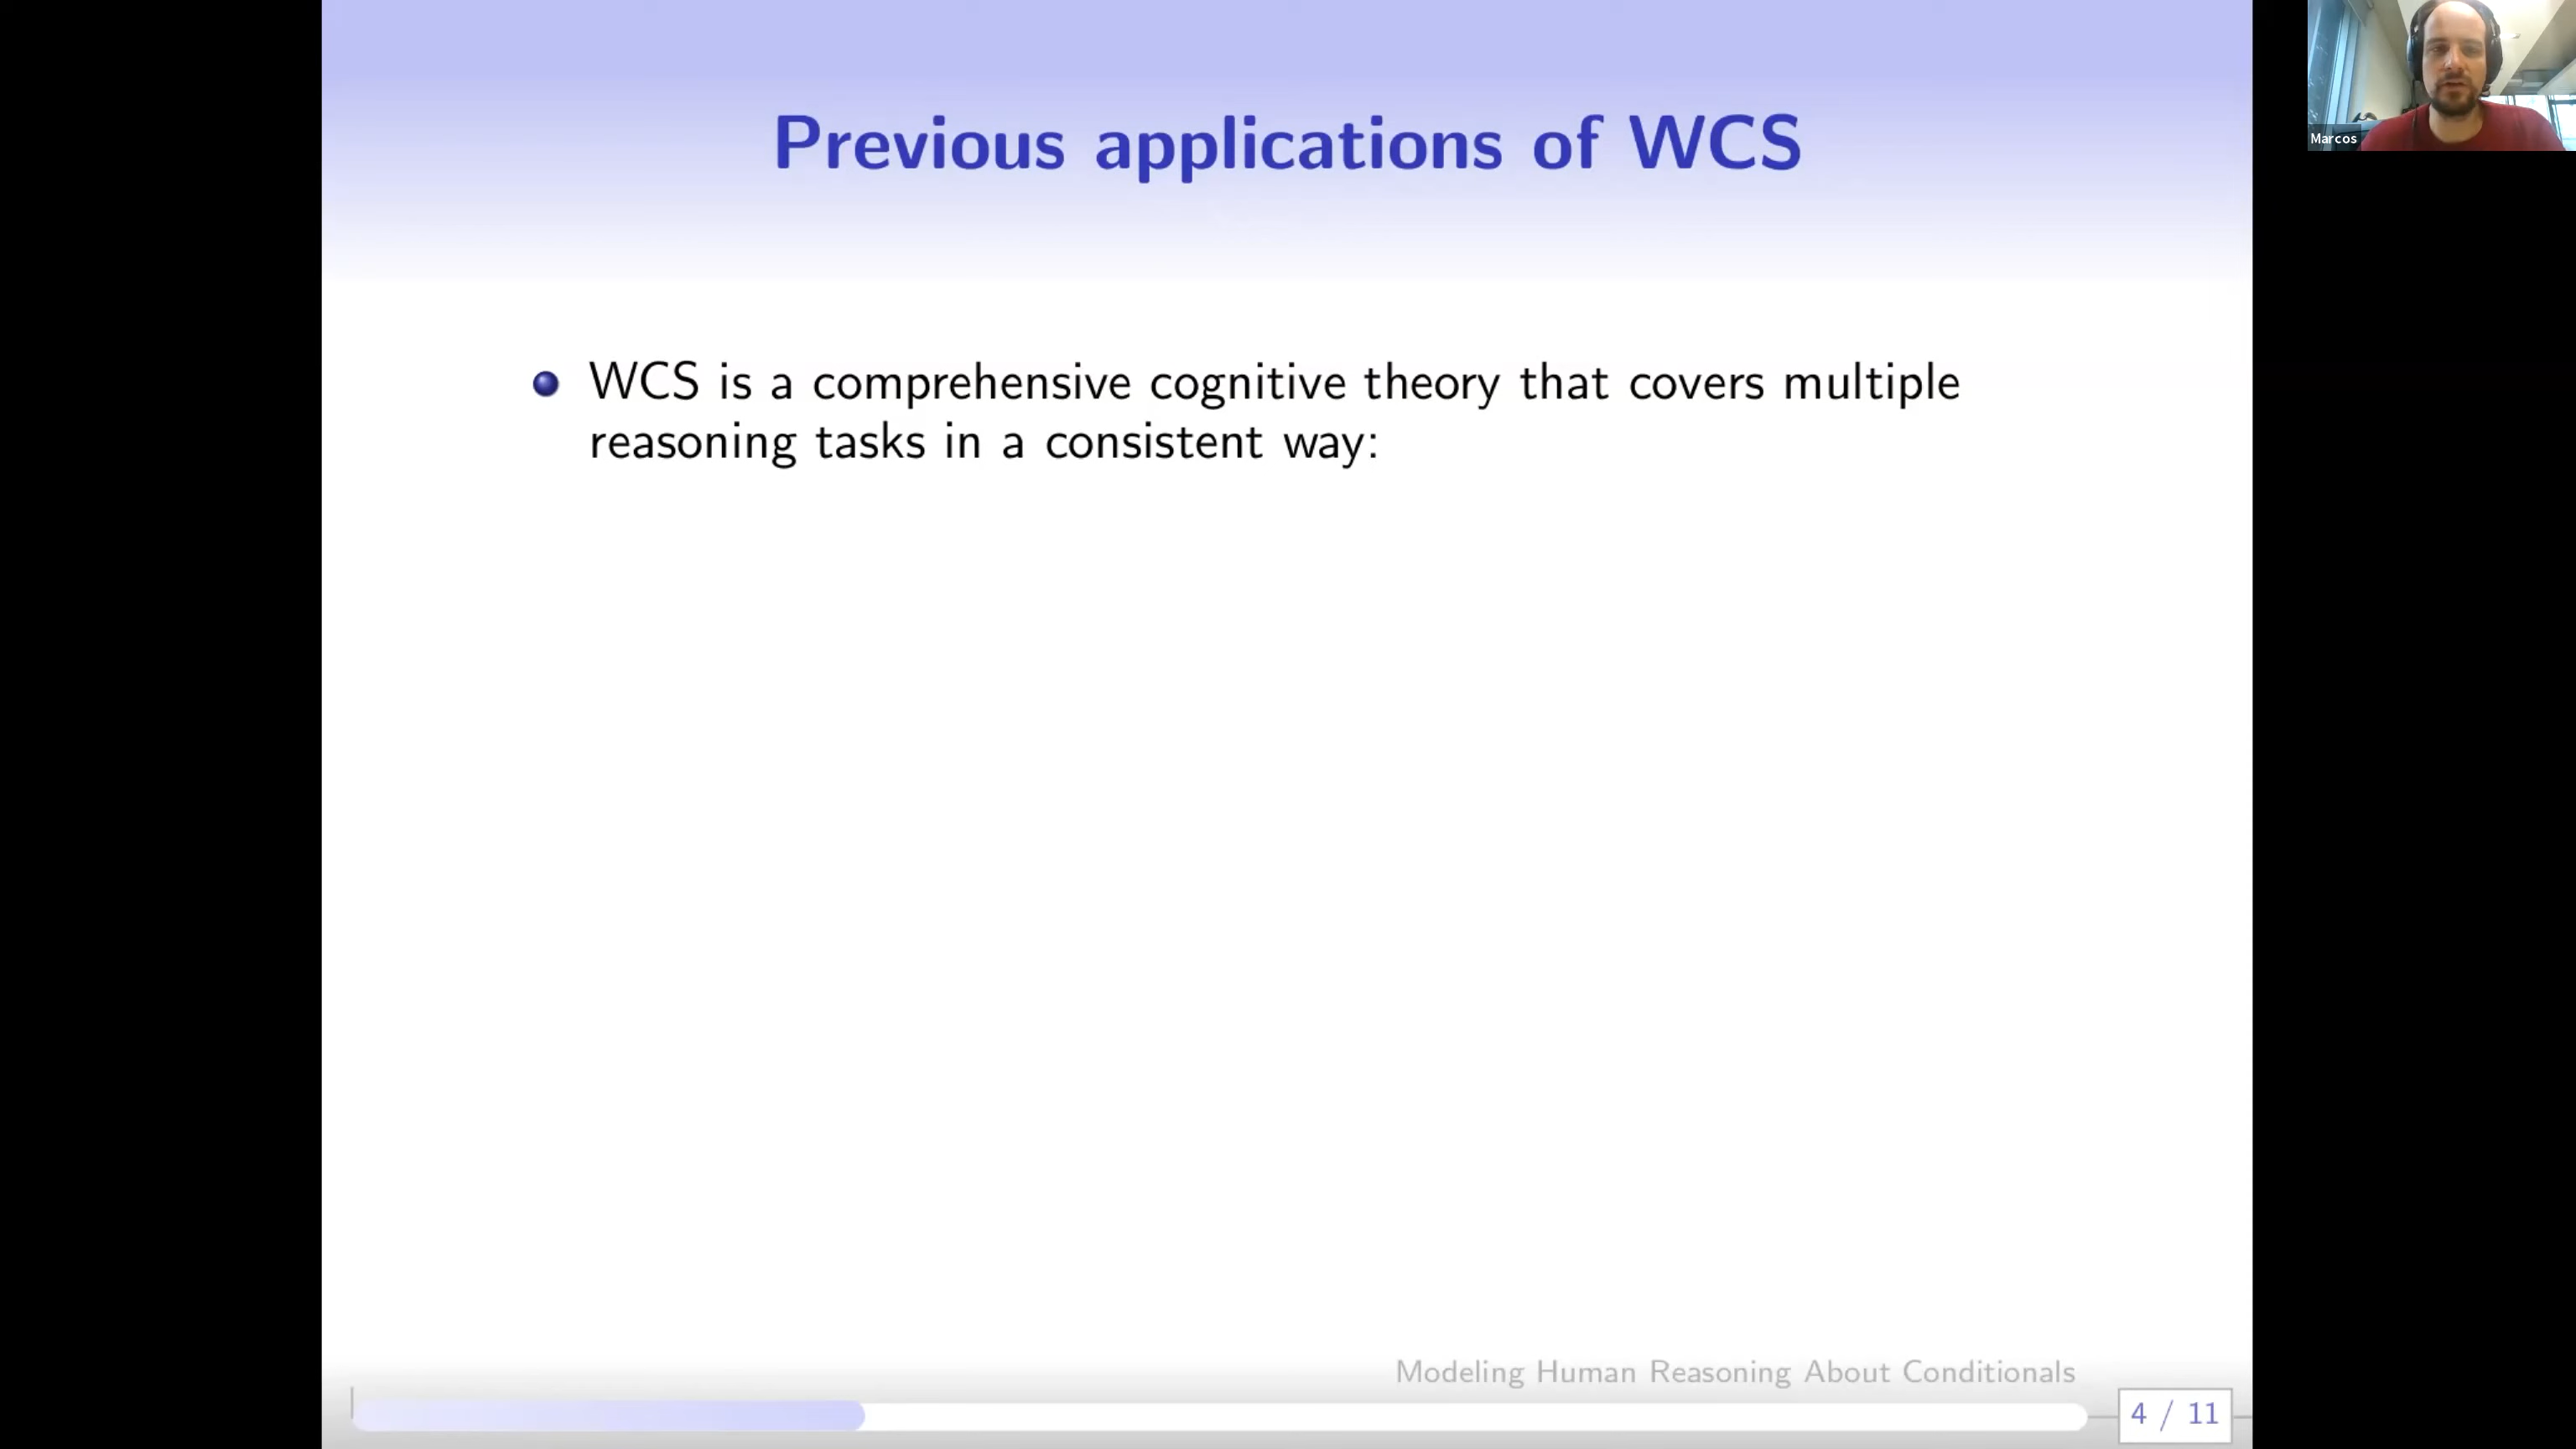 Previous applications of WCS
Marcos
WCS is a comprehensive cognitive theory that covers multiple
reasoning tasks in a consistent way:
Modeling Human Reasoning About Conditionals
4 / 11